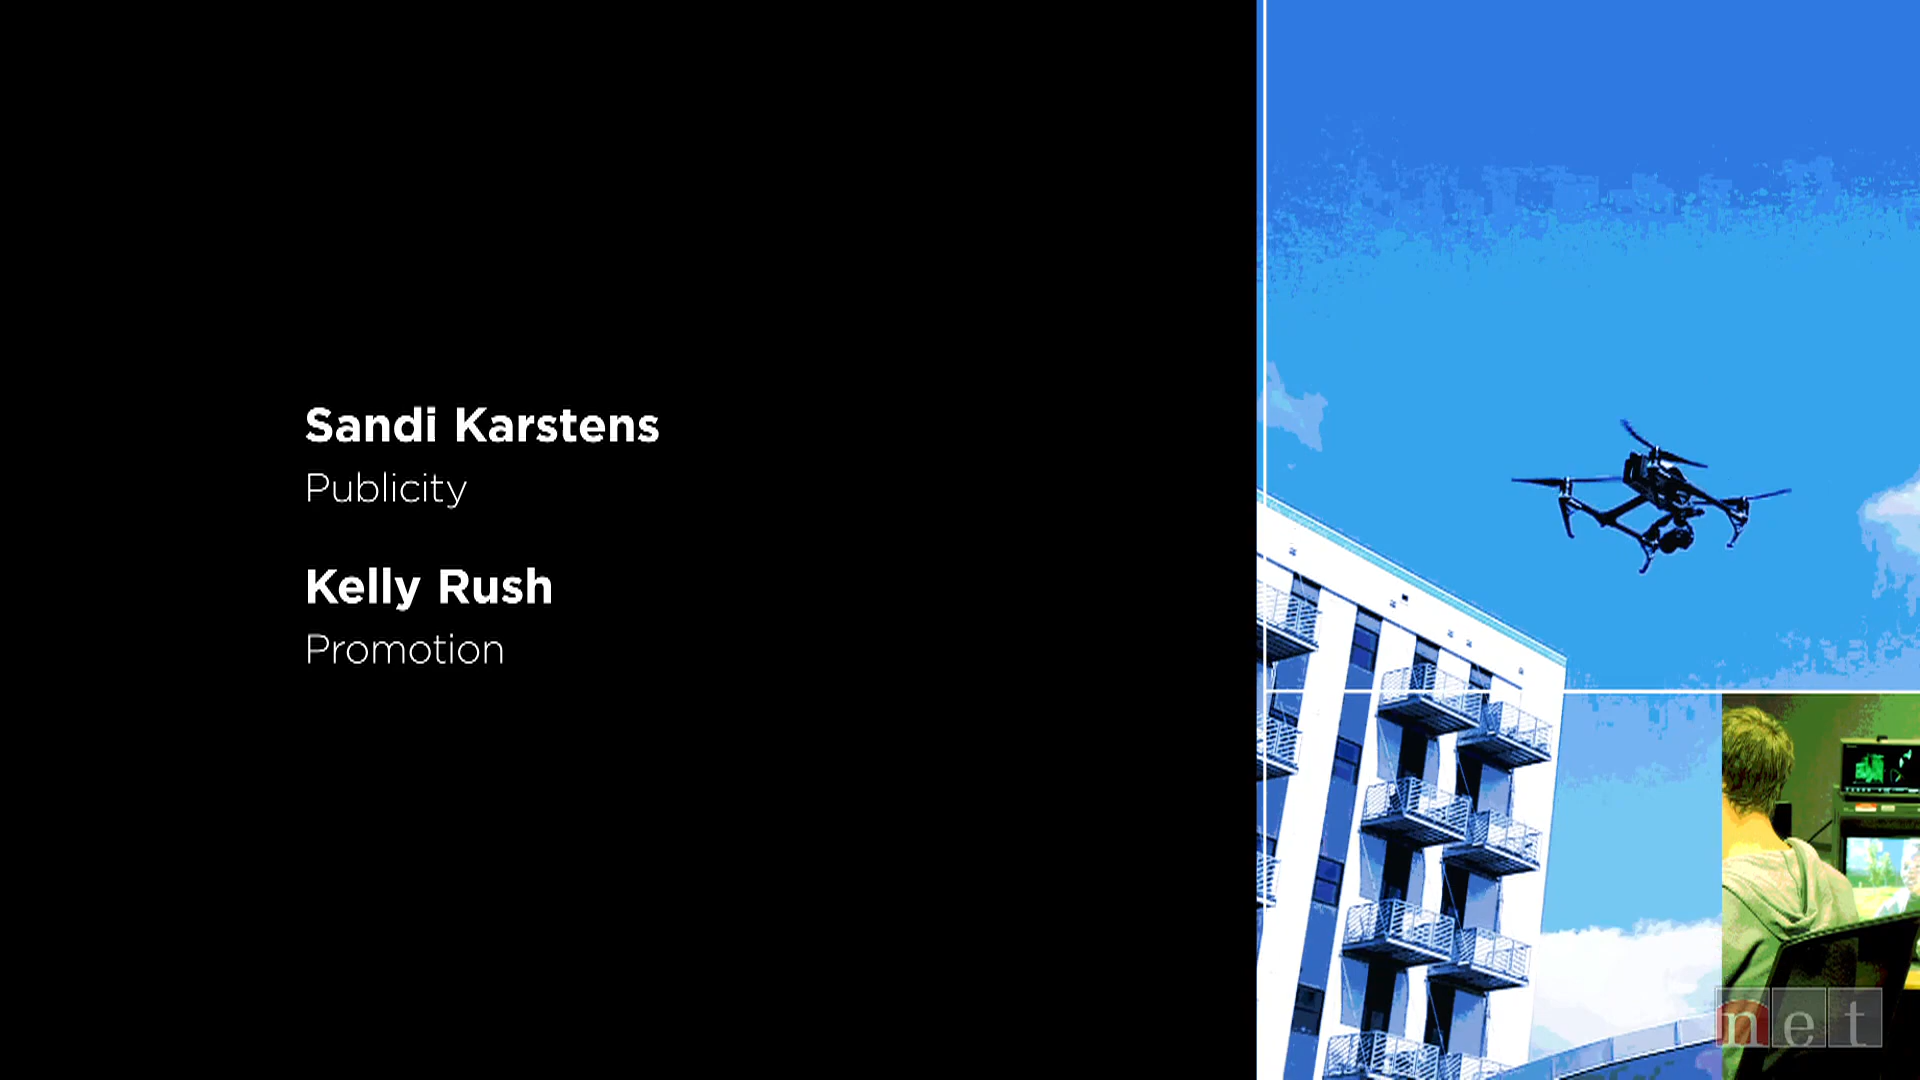 Sandi Karstens
Publicity
Kelly Rush
Promotion
net